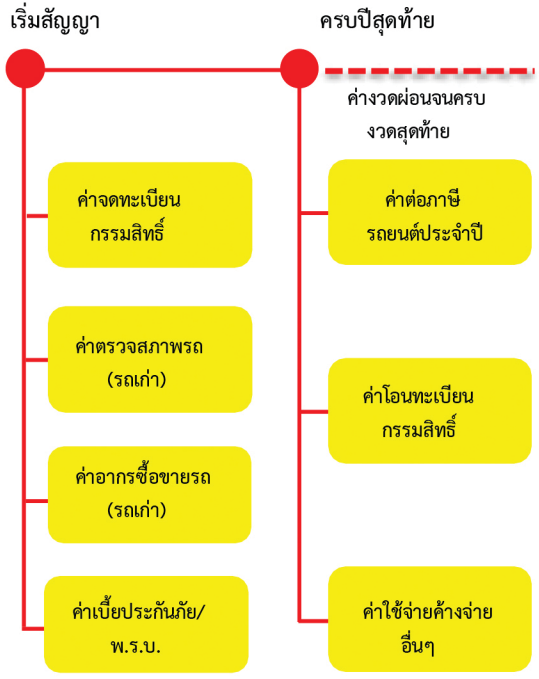 เริ่มสัญญา
ครบปีสุดท้าย
ค่างวดผ่อนจนครบ
งวดสุดท้าย
ค่าจดทะเบียน
กรรมสิทธิ์
ค่าตรวจสภาพรถ
(รถเก่า)
ค่าอากรซื้อขายรถ
(รถเก่า)
ค่าเบี้ยประกันภัย/
พ.ร.บ.
ค่าต่อภาษี
รถยนต์ประจำปี
ค่าโอนทะเบียน
กรรมสิทธิ์
ค่าใช้จ่ายค้างจ่าย
อื่นๆ